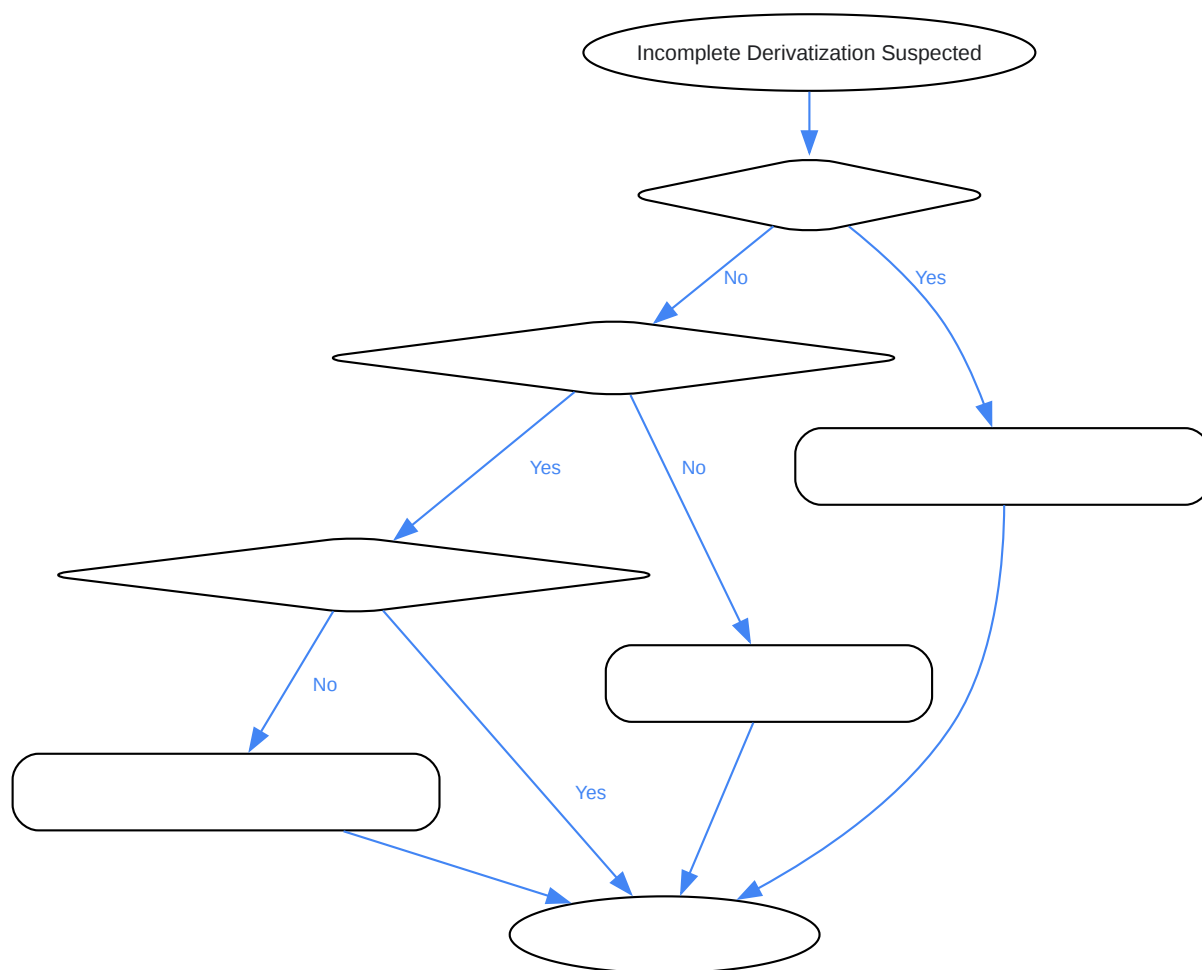 Incomplete Derivatization Suspected
No
Yes
Yes
No
No
Yes